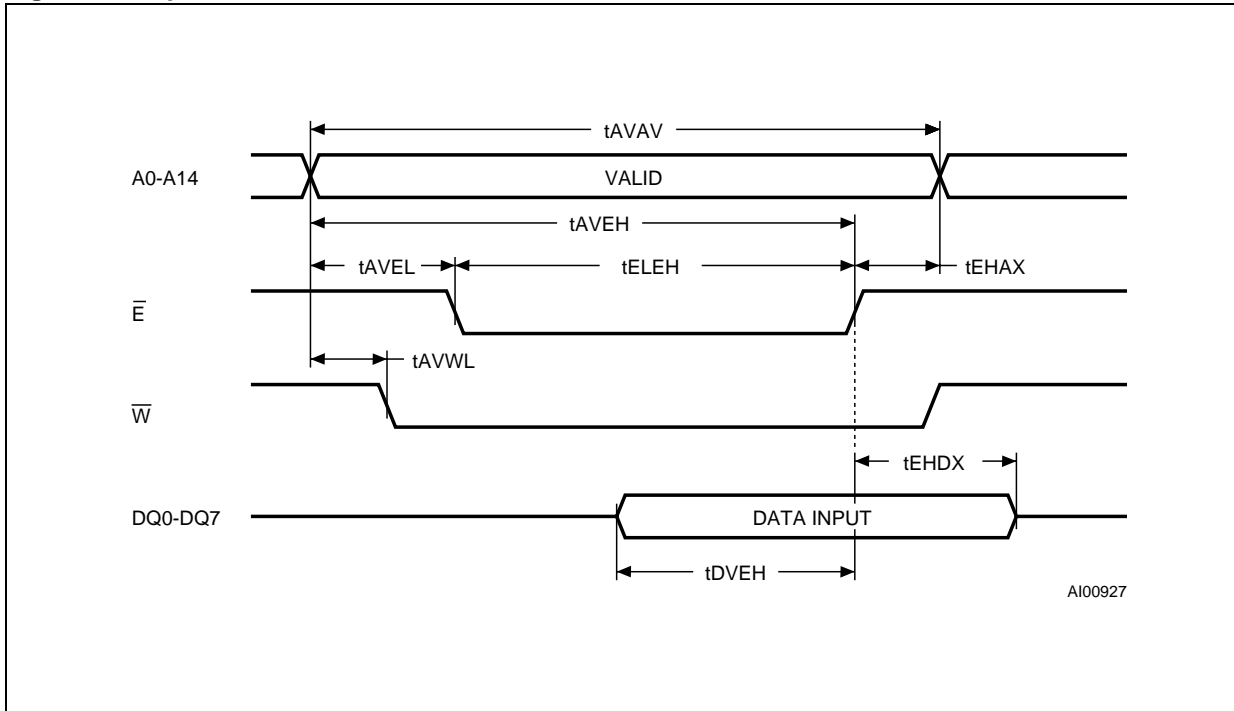 tAVAV
A0-A14
VALID
tAVEH
tAVEL
tELEH
tEHAX
E̅
tAVWL
W̅
tEHDX
DQ0-DQ7
DATA INPUT
tDVEH
AI00927